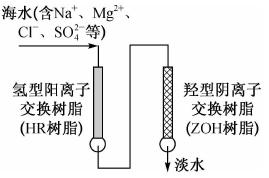 海水(含Na⁺、Mg²⁺、
Cl⁻、SO₄²⁻等)
氢型阳离子
交换树脂
(HR树脂)
羟型阴离子
交换树脂
(ZOH树脂)
淡水